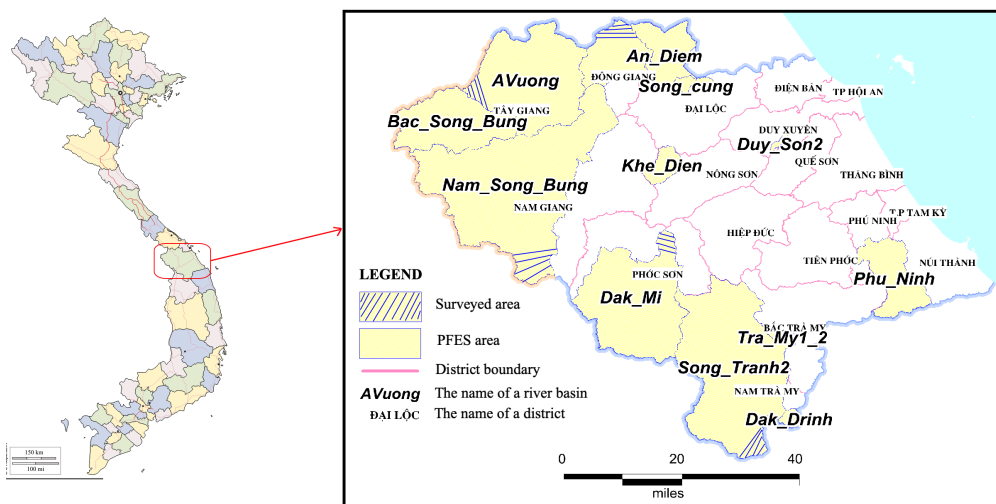 An_Diem
ĐÔNG GIANG
AVuong
Song_cung
ĐIỆN BÀN
TP HỘI AN
TÂY GIANG
ĐẠI LỘC
Bac_Song_Bung
DUY XUYÊN
Duy_Son2
QUẾ SƠN
Khe_Dien
NÔNG SƠN
THĂNG BÌNH
Nam_Song_Bung
NAM GIANG
T.P TAM KỲ
PHÚ NINH
HIỆP ĐỨC
TIÊN PHỚC
NÚI THÀNH
PHỚC SƠN
Phu_Ninh
Dak_Mi
BẮC TRÀ MY
Tra_My1_2
Song_Tranh2
NAM TRÀ MY
Dak_Drinh
LEGEND
Surveyed area
PFES area
District boundary
AVuong The name of a river basin
ĐẠI LỘC The name of a district
150 km
100 mi
0 20 40
miles